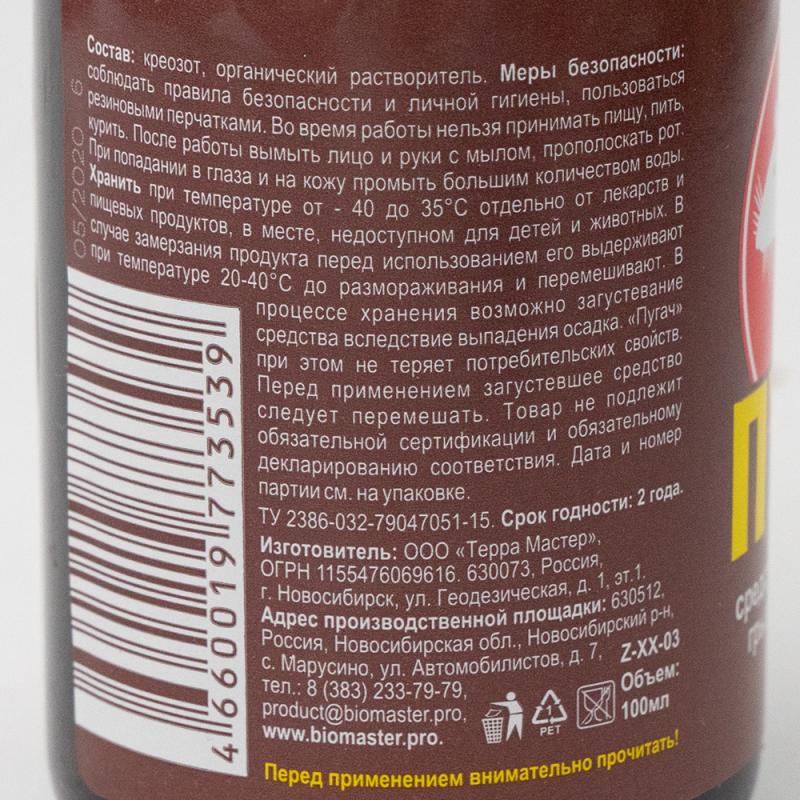 Состав: креозот, органический растворитель. Меры безопасности:
соблюдать правила безопасности и личной гигиены, пользоваться
резиновыми перчатками. Во время работы нельзя принимать пищу, пить,
курить. После работы вымыть лицо и руки с мылом, прополоскать рот.
При попадании в глаза и на кожу промыть большим количеством воды.
Хранить при температуре от - 40 до 35°С отдельно от лекарств и
пищевых продуктов, в месте, недоступном для детей и животных. В
случае замерзания продукта перед использованием его выдерживают
при температуре 20-40°С до размораживания и перемешивают. В
процессе хранения возможно загустевание
средства вследствие выпадения осадка. «Пугач»
при этом не теряет потребительских свойств.
Перед применением загустевшее средство
следует перемешать. Товар не подлежит
обязательной сертификации и обязательному
декларированию соответствия. Дата и номер
партии см. на упаковке.
ТУ 2386-032-79047051-15. Срок годности: 2 года.
Изготовитель: ООО «Терра Мастер»,
ОГРН 1155476069616. 630073, Россия,
г. Новосибирск, ул. Геодезическая, д. 1, эт.1.
Адрес производственной площадки: 630512,
Россия, Новосибирская обл., Новосибирский р-н,
с. Марусино, ул. Автомобилистов, д. 7,
тел.: 8 (383) 233-79-79,
product@biomaster.pro,
www.biomaster.pro.
Z-XX-03
Объем:
100мл
1
PET
Перед применением внимательно прочитать!
4660019773539
05/2020 6